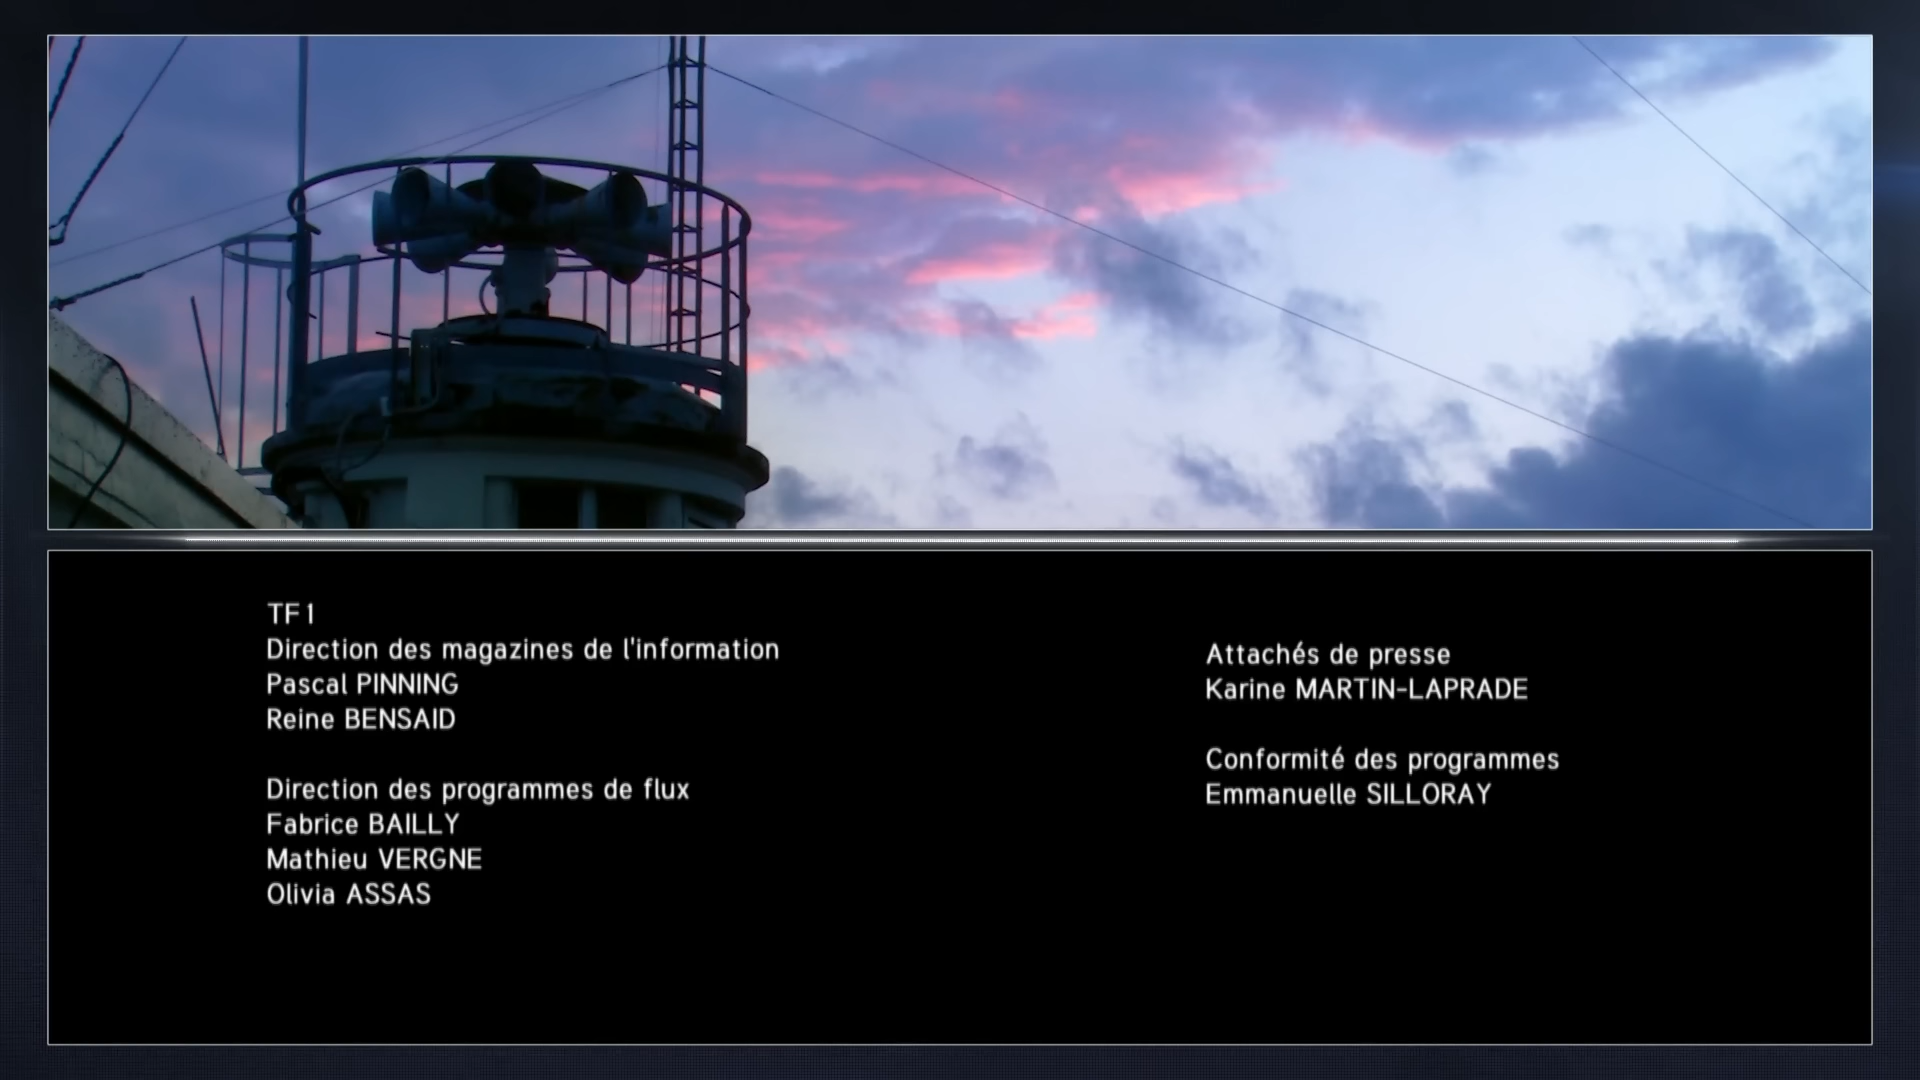 TF1
Direction des magazines de l'information
Pascal PINNING
Reine BENSAID
Direction des programmes de flux
Fabrice BAILLY
Mathieu VERGNE
Olivia ASSAS
Attachés de presse
Karine MARTIN-LAPRADE
Conformité des programmes
Emmanuelle SILLORAY